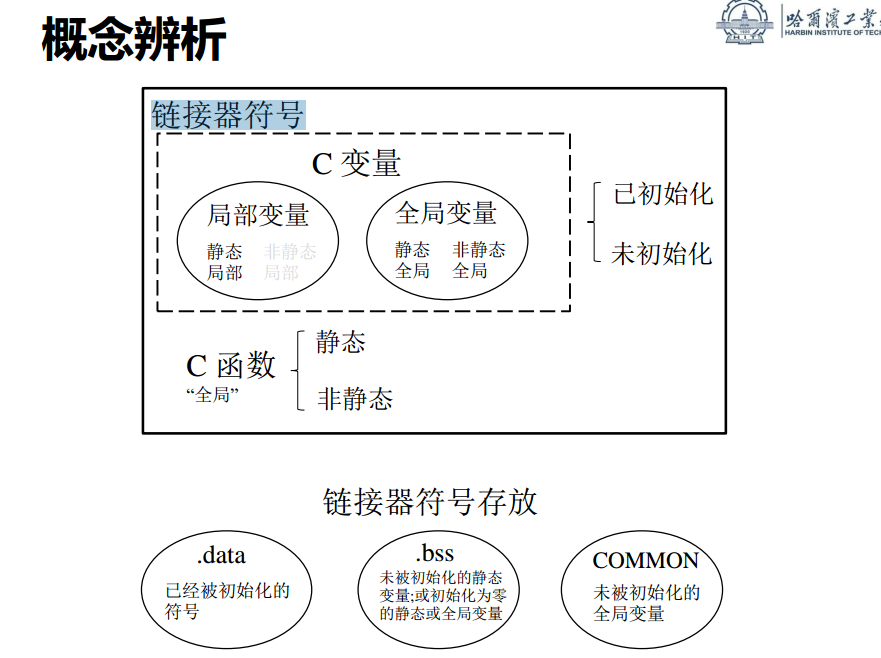 概念辨析
哈爾濱工業
HARBIN INSTITUTE OF TECH
H I T
链接器符号
C 变量
局部变量
静态 非静态
局部 局部
全局变量
静态 非静态
全局 全局
已初始化
未初始化
C 函数
“全局”
静态
非静态
链接器符号存放
.data
已经被初始化的
符号
.bss
未被初始化的静态
变量;或初始化为零
的静态或全局变量
COMMON
未被初始化的
全局变量